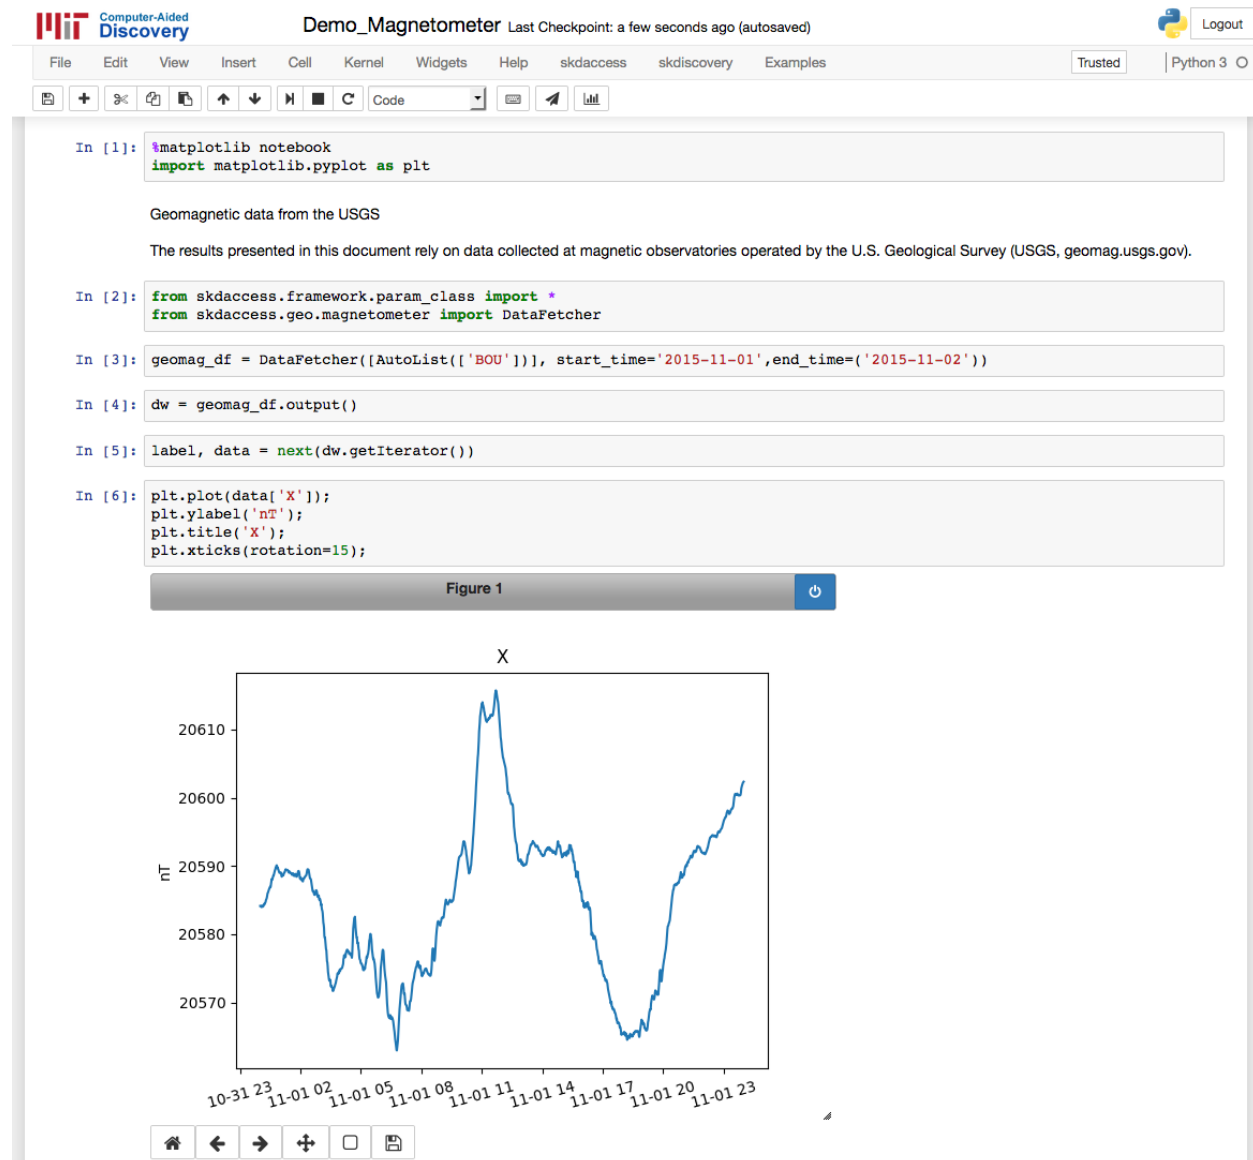 MIT Computer-Aided Discovery
Demo_Magnetometer Last Checkpoint: a few seconds ago (autosaved)
Logout
File Edit View Insert Cell Kernel Widgets Help skdaccess skdiscovery Examples Trusted Python 3
Code
In [1]: %matplotlib notebook
import matplotlib.pyplot as plt
Geomagnetic data from the USGS
The results presented in this document rely on data collected at magnetic observatories operated by the U.S. Geological Survey (USGS, geomag.usgs.gov).
In [2]: from skdaccess.framework.param_class import *
from skdaccess.geo.magnetometer import DataFetcher
In [3]: geomag_df = DataFetcher([AutoList(['BOU'])], start_time='2015-11-01',end_time=('2015-11-02'))
In [4]: dw = geomag_df.output()
In [5]: label, data = next(dw.getIterator())
In [6]: plt.plot(data['X']);
plt.ylabel('nT');
plt.title('X');
plt.xticks(rotation=15);
Figure 1
X
20610
20600
20590
20580
20570
nT
10-31 23 11-01 02 11-01 05 11-01 08 11-01 11 11-01 14 11-01 17 11-01 20 11-01 23